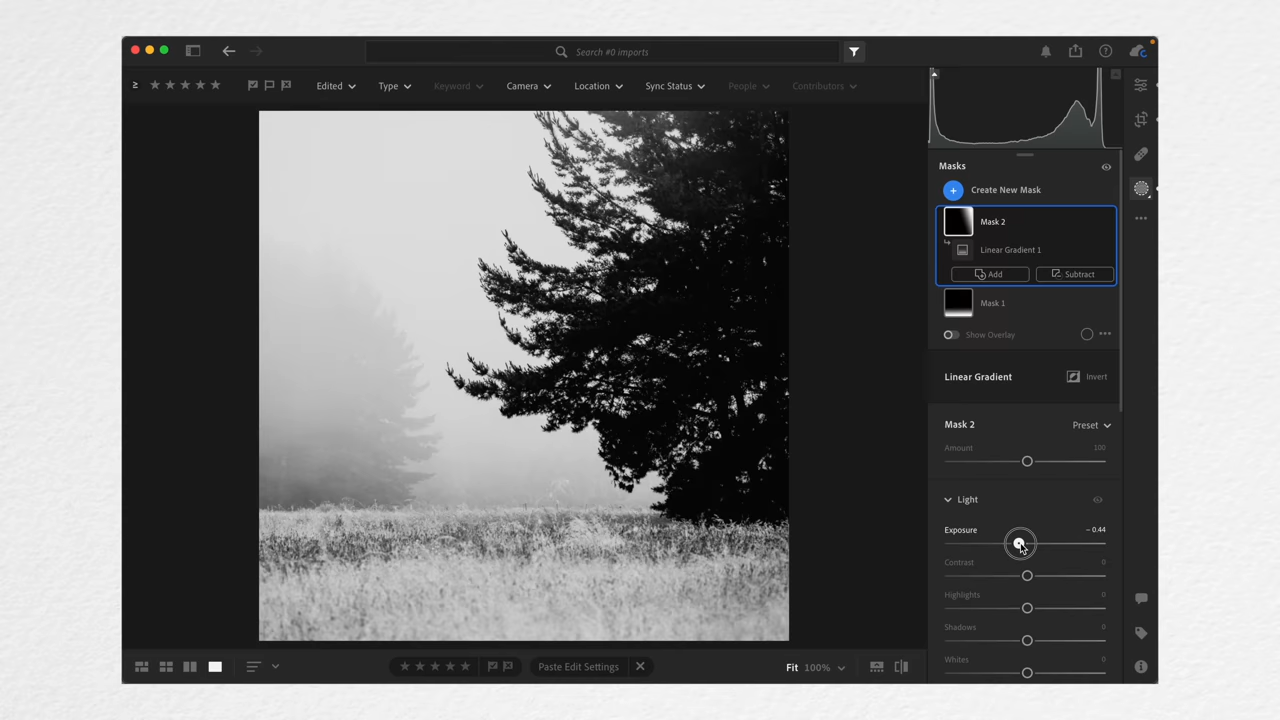 Search #0 imports
≥ Edited Type Keyword Camera Location Sync Status People Contributors
Masks
Create New Mask
Mask 2
Linear Gradient 1
Add Subtract
Mask 1
Show Overlay
Linear Gradient Invert
Mask 2 Preset
Amount 100
Light
Exposure − 0.44
Contrast 0
Highlights 0
Shadows 0
Whites 0
Paste Edit Settings
Fit 100%